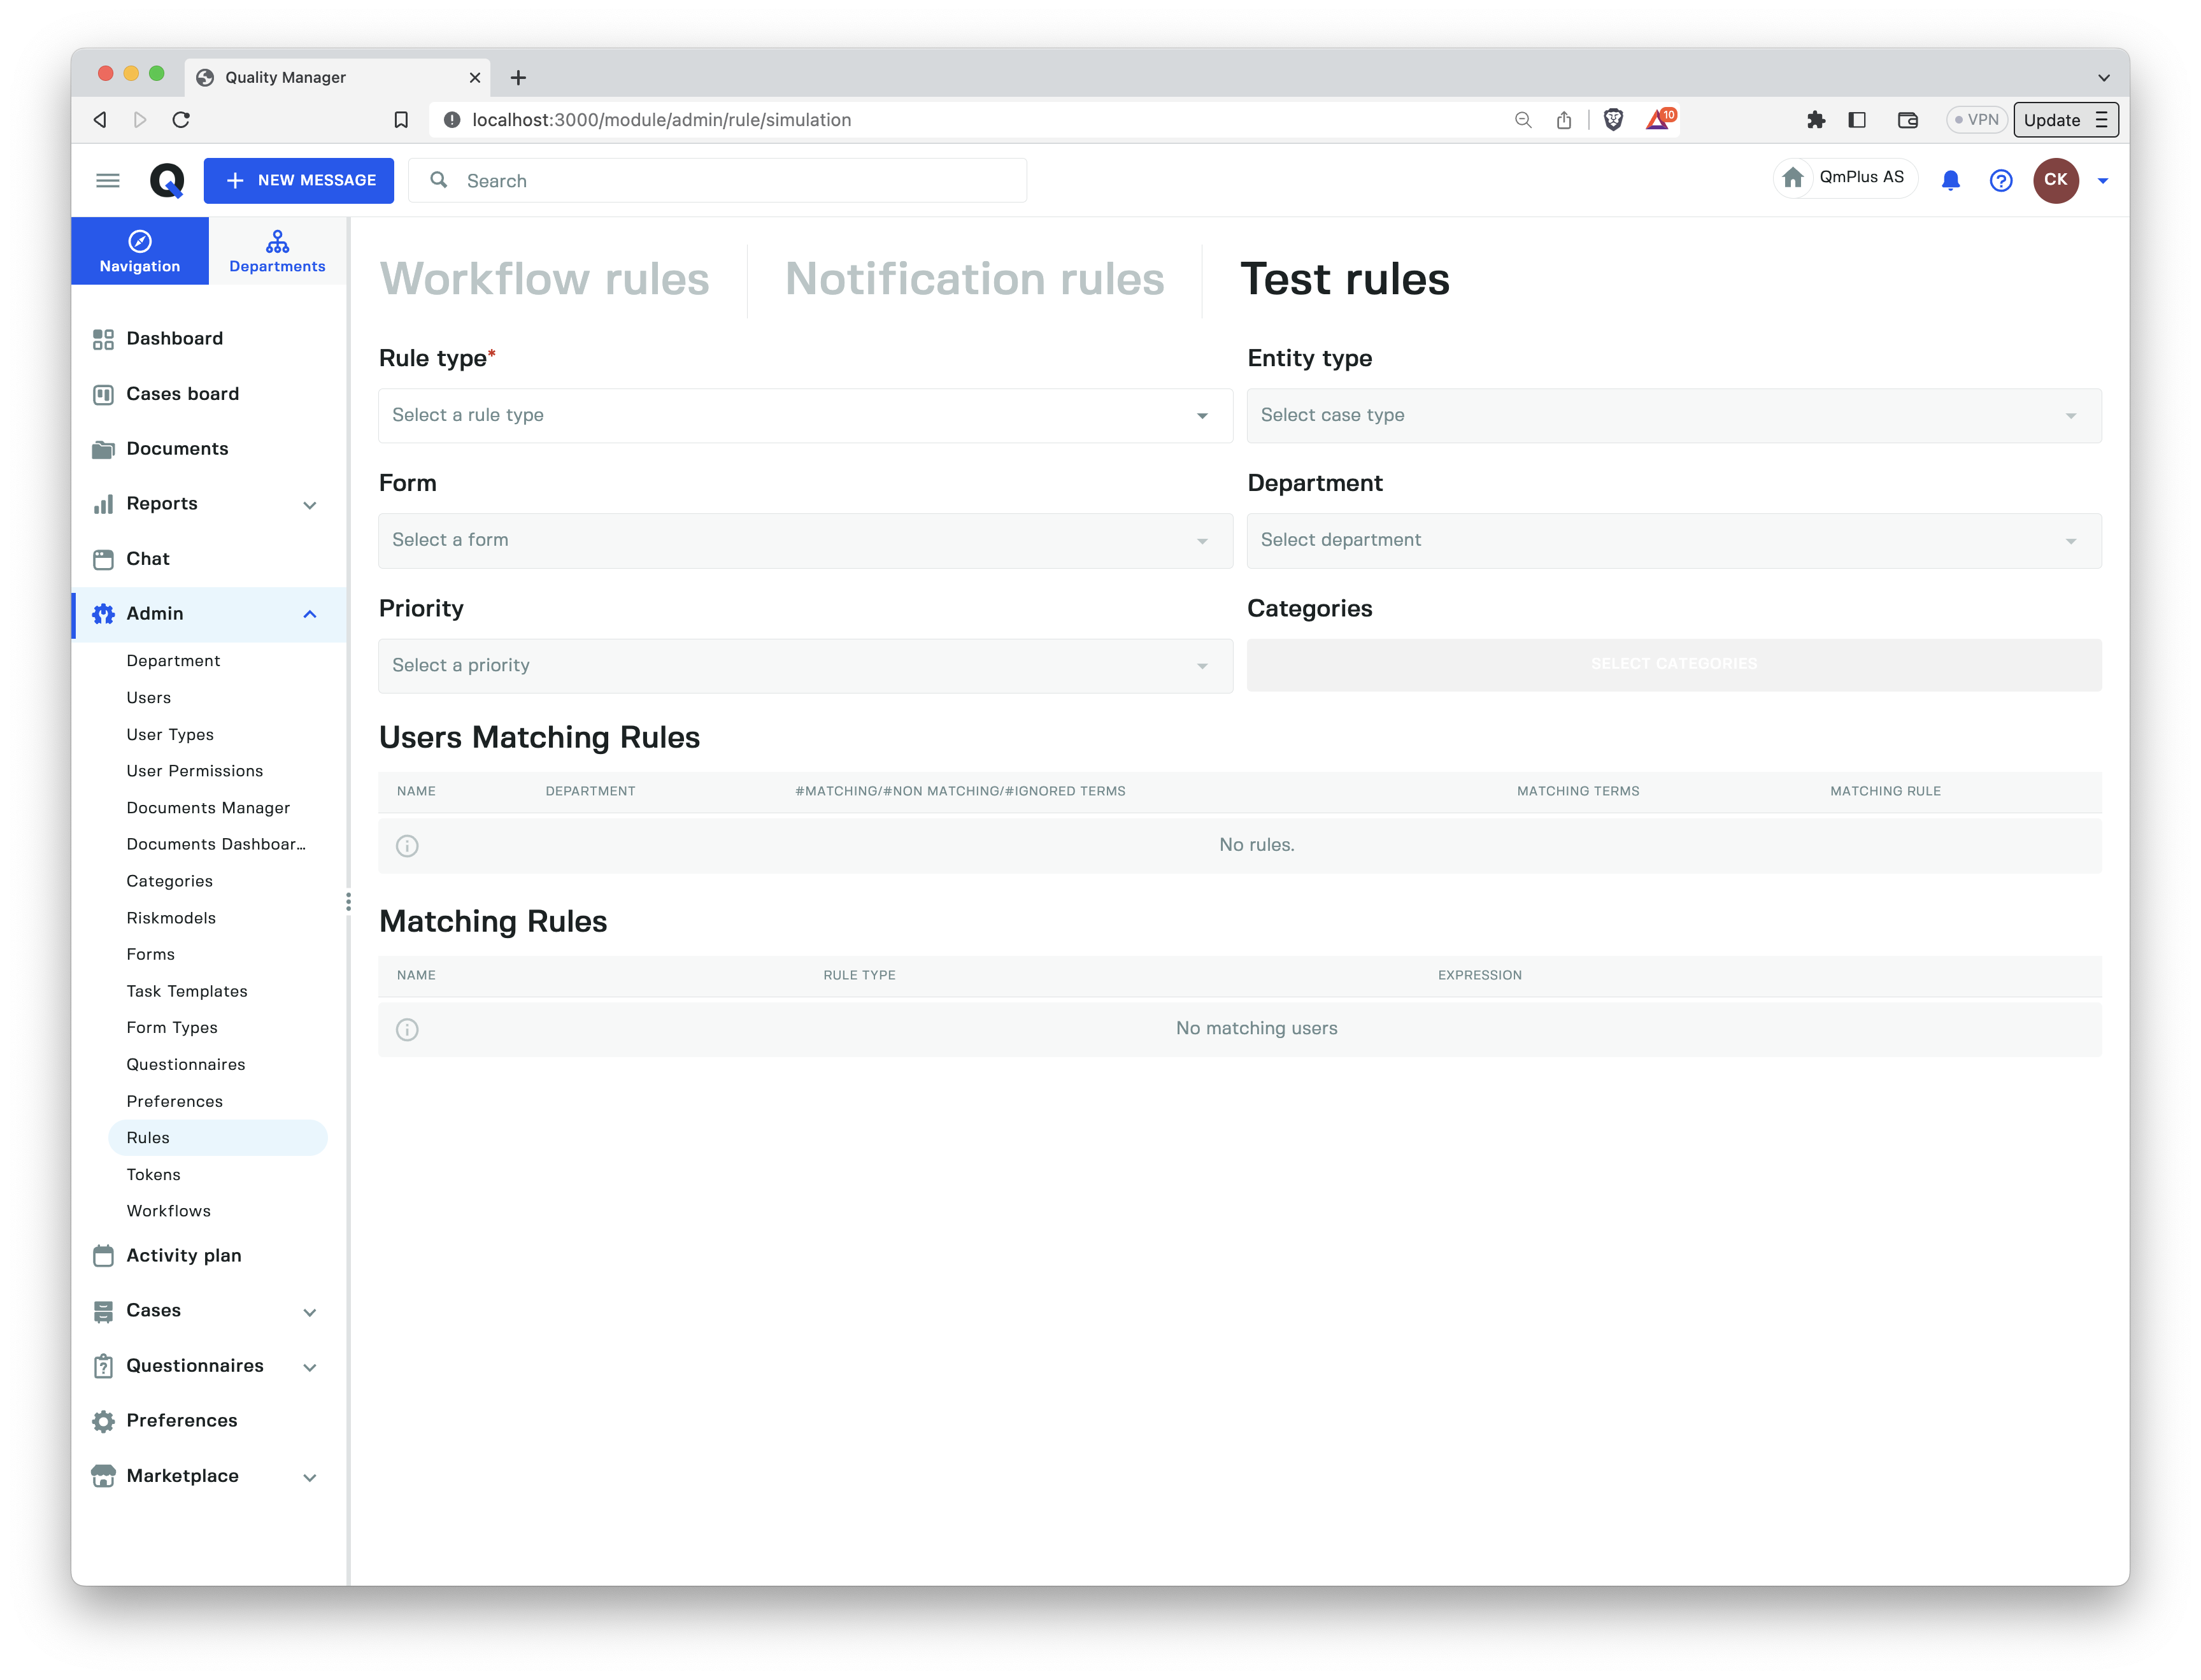 Quality Manager
localhost:3000/module/admin/rule/simulation
10
VPN
Update
NEW MESSAGE
Search
QmPlus AS
CK
Navigation
Departments
Dashboard
Cases board
Documents
Reports
Chat
Admin
Department
Users
User Types
User Permissions
Documents Manager
Documents Dashboar...
Categories
Riskmodels
Forms
Task Templates
Form Types
Questionnaires
Preferences
Rules
Tokens
Workflows
Activity plan
Cases
Questionnaires
Preferences
Marketplace
Workflow rules
Notification rules
Test rules
Rule type*
Entity type
Select a rule type
Select case type
Form
Department
Select a form
Select department
Priority
Categories
Select a priority
SELECT CATEGORIES
Users Matching Rules
NAME DEPARTMENT #MATCHING/#NON MATCHING/#IGNORED TERMS MATCHING TERMS MATCHING RULE
No rules.
Matching Rules
NAME RULE TYPE EXPRESSION
No matching users